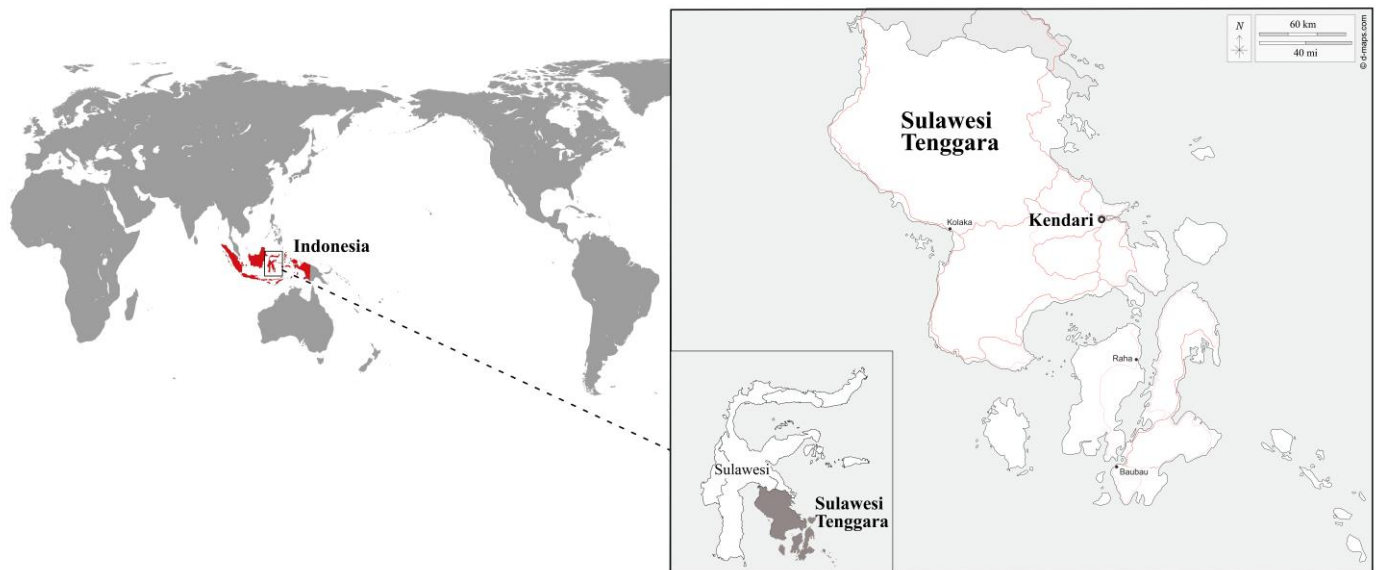 Indonesia
N
60 km
40 mi
© d-maps.com
Sulawesi
Tenggara
Kolaka
Kendari
Raha
Baubau
Sulawesi
Sulawesi
Tenggara